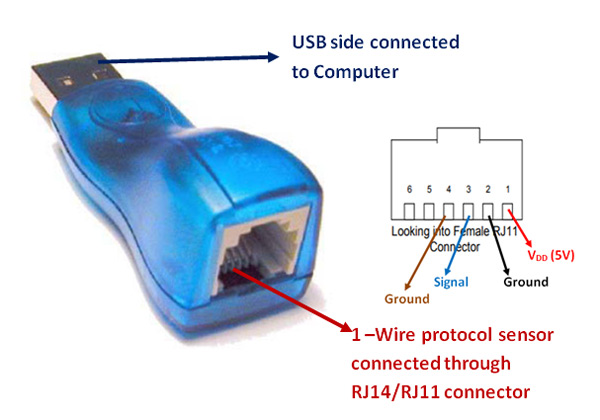 USB side connected
to Computer
6 5 4 3 2 1
Looking into Female RJ11
Connector
V_DD (5V)
Ground
Signal
Ground
1 –Wire protocol sensor
connected through
RJ14/RJ11 connector